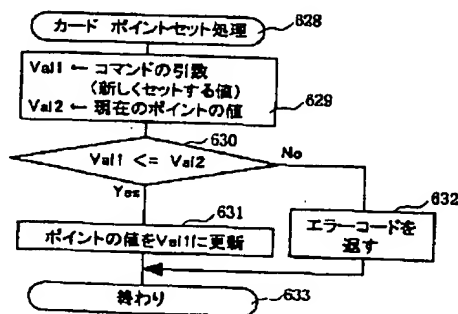 カード ポイントセット処理
628
Val1 ← コマンドの引数
(新しくセットする値)
Val2 ← 現在のポイントの値
629
630
Val1 <= Val2
No
Yes
631
632
ポイントの値をVal1に更新
エラーコードを
返す
終わり
633